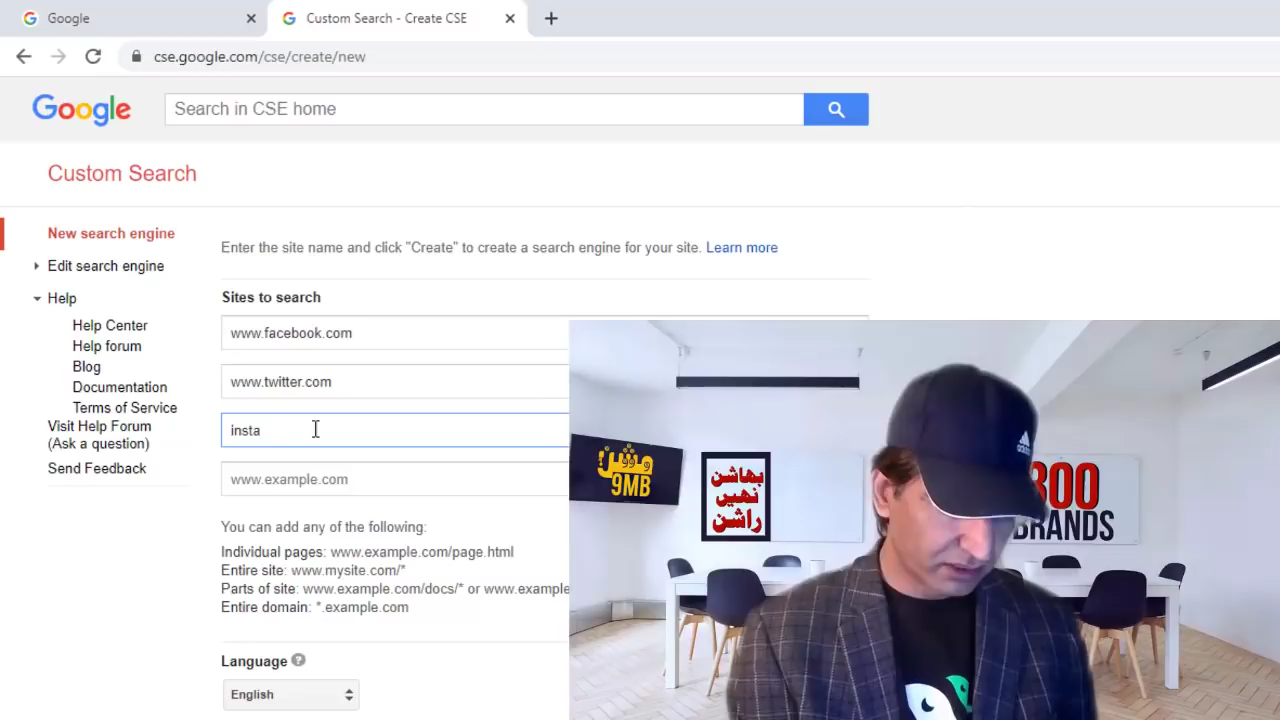 Google
Custom Search - Create CSE
cse.google.com/cse/create/new
Google
Search in CSE home
Custom Search
New search engine
Edit search engine
Help
Help Center
Help forum
Blog
Documentation
Terms of Service
Visit Help Forum
(Ask a question)
Send Feedback
Enter the site name and click "Create" to create a search engine for your site. Learn more
Sites to search
www.facebook.com
www.twitter.com
insta
www.example.com
You can add any of the following:
Individual pages: www.example.com/page.html
Entire site: www.mysite.com/*
Parts of site: www.example.com/docs/* or www.example
Entire domain: *.example.com
Language
English
مشن
9MB
بھاشن
نہیں
راشن
300
BRANDS
adidas